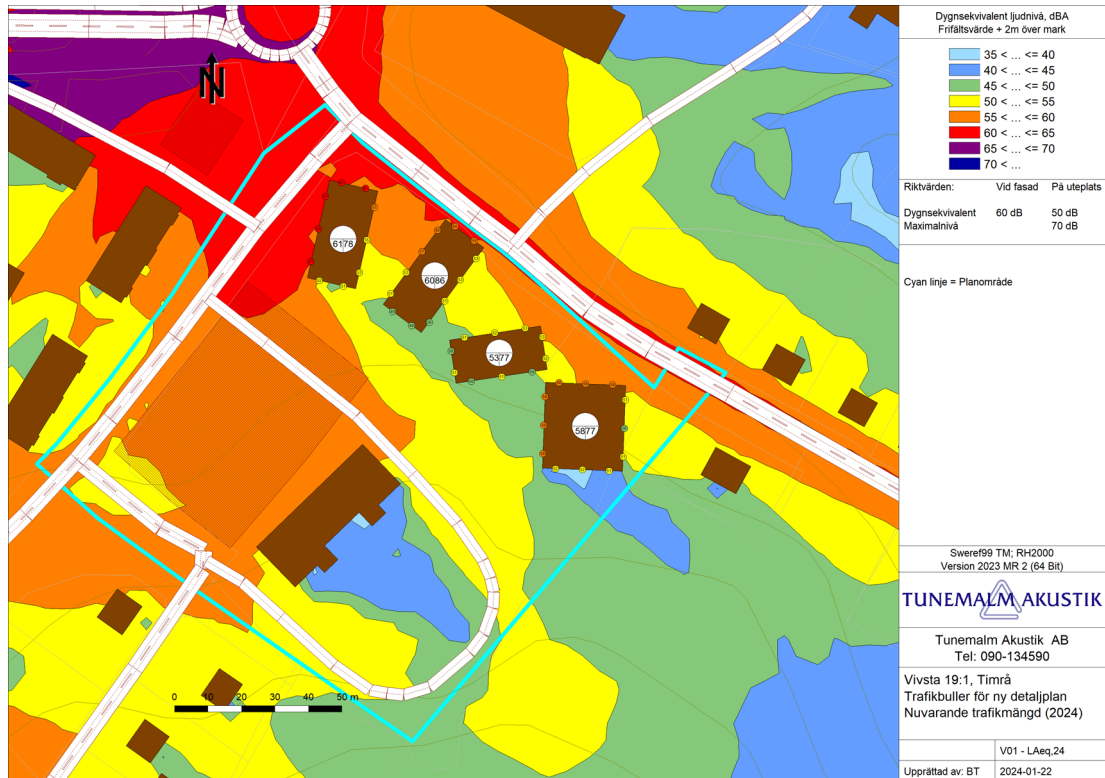 N
6178
6086
5377
5877
0 10 20 30 40 50 m
Dygnsekvivalent ljudnivå, dBA
Frifältsvärde + 2m över mark
35 < ... <= 40
40 < ... <= 45
45 < ... <= 50
50 < ... <= 55
55 < ... <= 60
60 < ... <= 65
65 < ... <= 70
70 < ...
Riktvärden: Vid fasad På uteplats
Dygnsekvivalent 60 dB 50 dB
Maximalnivå 70 dB
Cyan linje = Planområde
Sweref99 TM; RH2000
Version 2023 MR 2 (64 Bit)
TUNEMALM AKUSTIK
Tunemalm Akustik AB
Tel: 090-134590
Vivsta 19:1, Timrå
Trafikbuller för ny detaljplan
Nuvarande trafikmängd (2024)
V01 - LAeq,24
Upprättad av: BT 2024-01-22